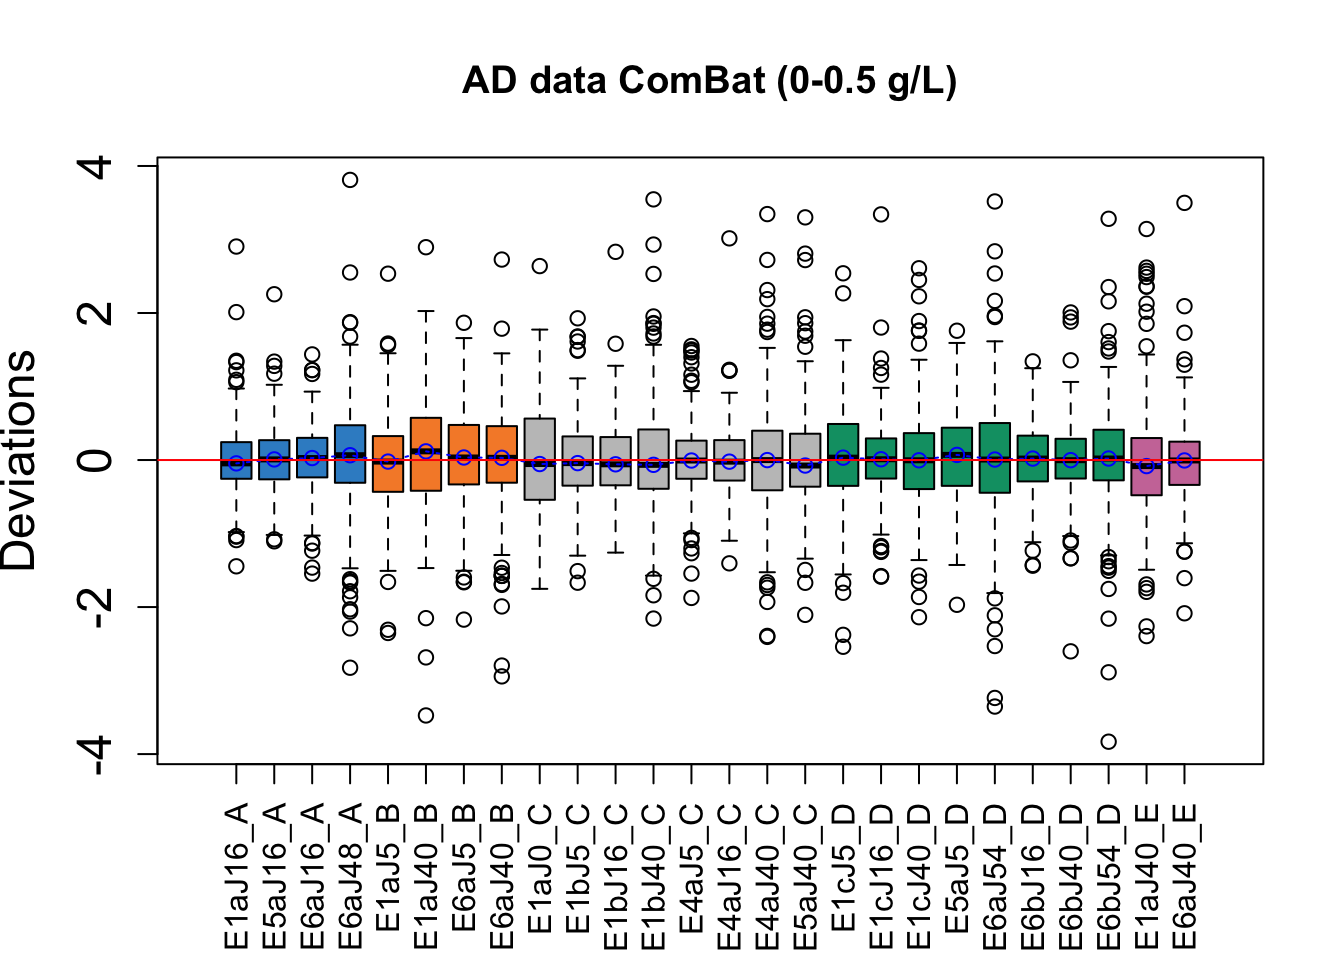 AD data ComBat (0-0.5 g/L)
Deviations
4
2
0
-2
-4
E1aJ16_A
E5aJ16_A
E6aJ16_A
E6aJ48_A
E1aJ5_B
E1aJ40_B
E6aJ5_B
E6aJ40_B
E1aJ0_C
E1bJ5_C
E1bJ16_C
E1bJ40_C
E4aJ5_C
E4aJ16_C
E4aJ40_C
E5aJ40_C
E1cJ5_D
E1cJ16_D
E1cJ40_D
E5aJ5_D
E6aJ54_D
E6bJ16_D
E6bJ40_D
E6bJ54_D
E1aJ40_E
E6aJ40_E